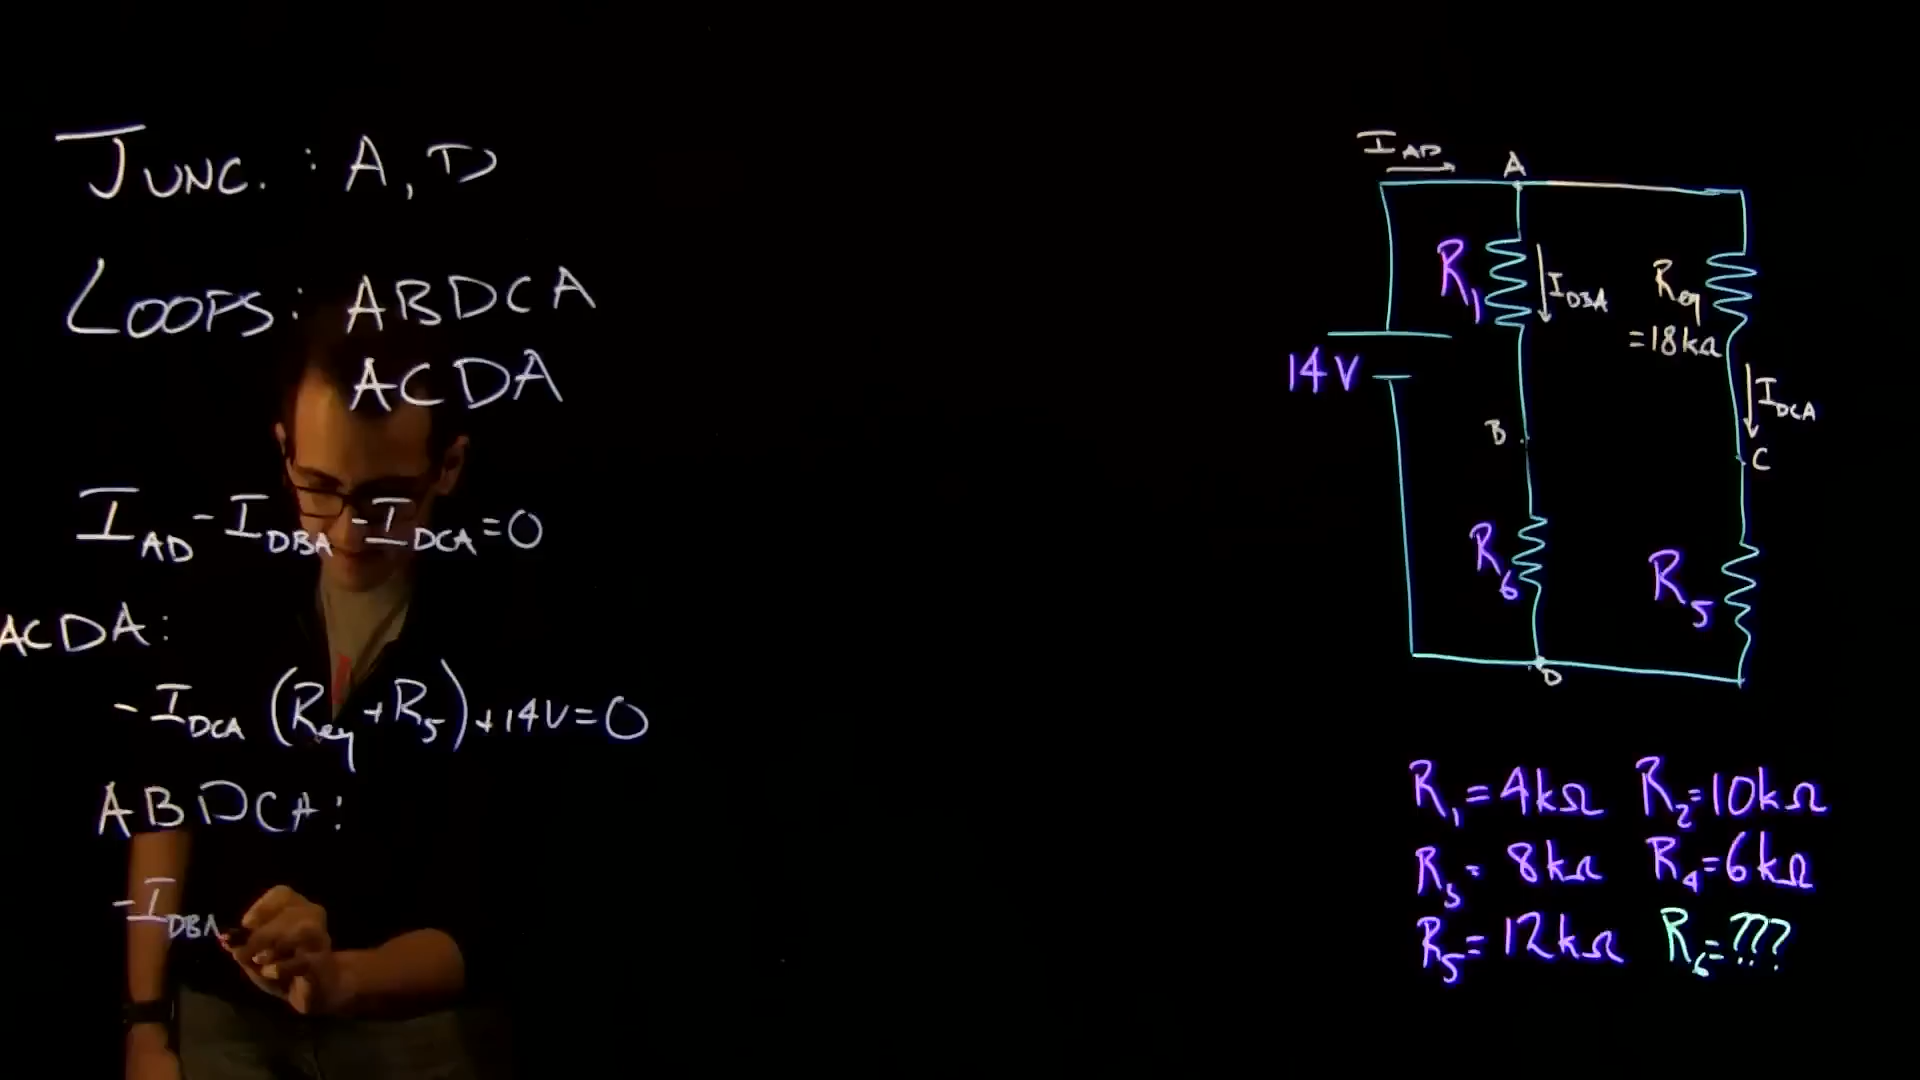 JUNC. : A, D
LOOPS: ABDCA
ACDA
I_AD - I_DBA - I_DCA = 0
ACDA:
- I_DCA (R_eq + R_5) + 14V = 0
ABDCA:
- I_DBA
I_AD
A
R_1
I_DBA
R_eq
=18kΩ
14V
I_DCA
B
C
R_6
R_5
D
R_1 = 4kΩ R_2 = 10kΩ
R_3 = 8kΩ R_4 = 6kΩ
R_5 = 12kΩ R_6 = ???